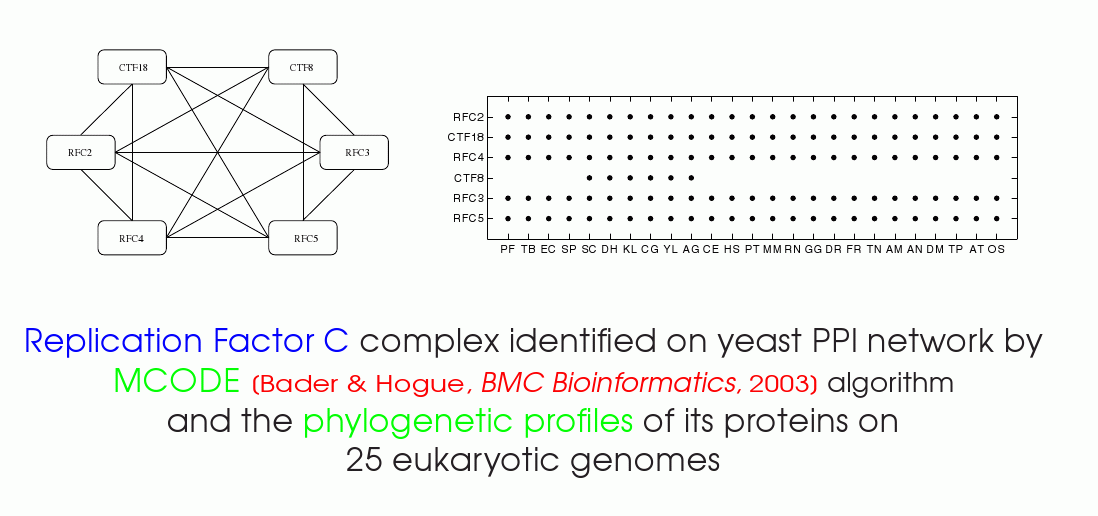 CTF18 CTF8
RFC2 RFC3
RFC4 RFC5
RFC2
CTF18
RFC4
CTF8
RFC3
RFC5
PF TB EC SP SC DH KL CG YL AG CE HS PT MM RN GG DR FR TN AM AN DM TP AT OS
Replication Factor C complex identified on yeast PPI network by
MCODE (Bader & Hogue, BMC Bioinformatics, 2003) algorithm
and the phylogenetic profiles of its proteins on
25 eukaryotic genomes